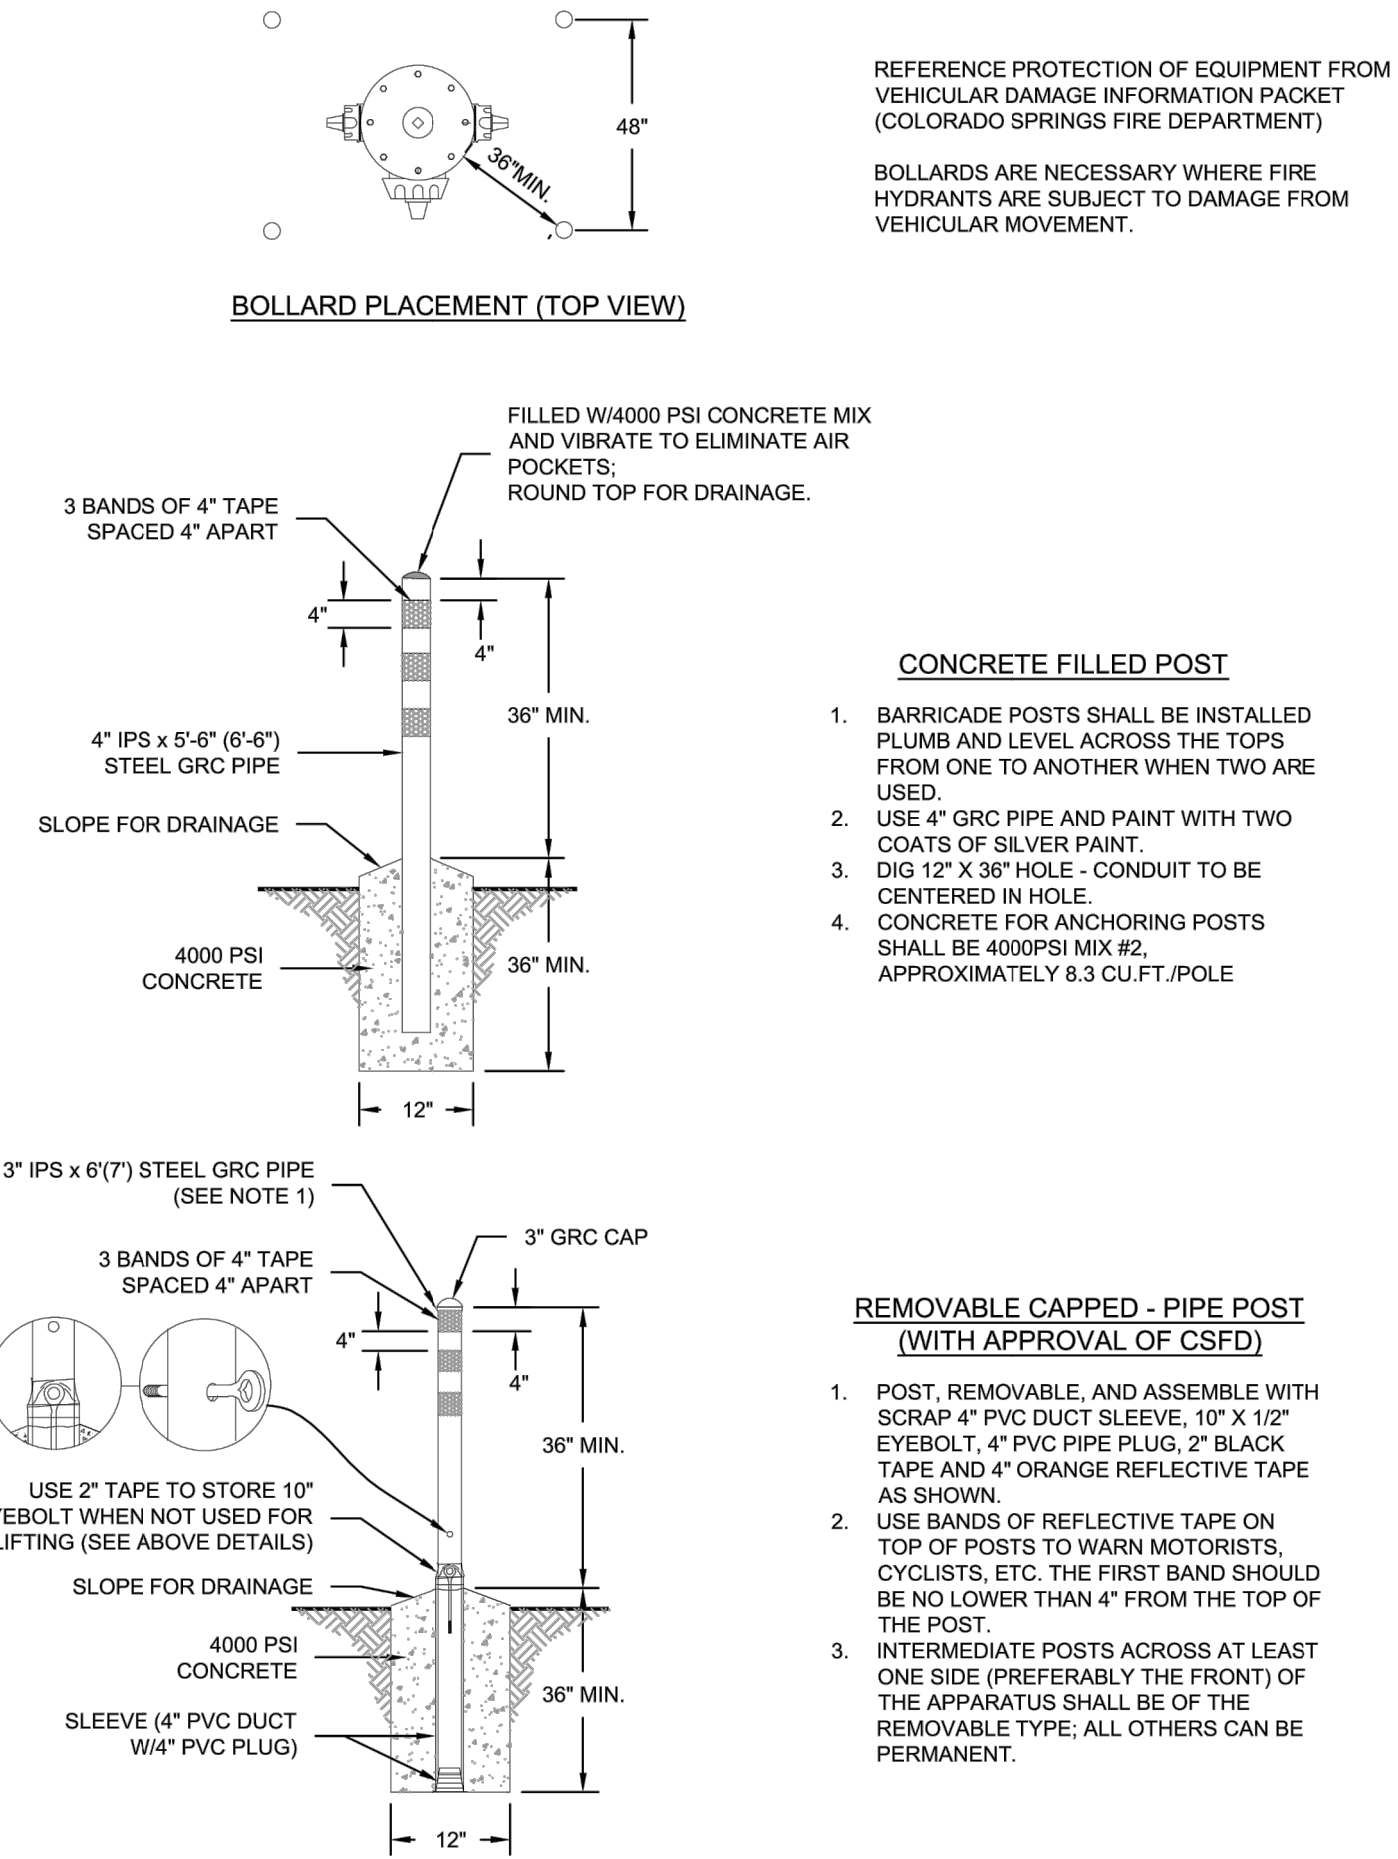 48"
36"MIN.
REFERENCE PROTECTION OF EQUIPMENT FROM
VEHICULAR DAMAGE INFORMATION PACKET
(COLORADO SPRINGS FIRE DEPARTMENT)
BOLLARDS ARE NECESSARY WHERE FIRE
HYDRANTS ARE SUBJECT TO DAMAGE FROM
VEHICULAR MOVEMENT.
BOLLARD PLACEMENT (TOP VIEW)
FILLED W/4000 PSI CONCRETE MIX
AND VIBRATE TO ELIMINATE AIR
POCKETS;
ROUND TOP FOR DRAINAGE.
3 BANDS OF 4" TAPE
SPACED 4" APART
4"
4"
36" MIN.
4" IPS x 5'-6" (6'-6")
STEEL GRC PIPE
SLOPE FOR DRAINAGE
4000 PSI
CONCRETE
36" MIN.
12"
CONCRETE FILLED POST
1. BARRICADE POSTS SHALL BE INSTALLED
PLUMB AND LEVEL ACROSS THE TOPS
FROM ONE TO ANOTHER WHEN TWO ARE
USED.
2. USE 4" GRC PIPE AND PAINT WITH TWO
COATS OF SILVER PAINT.
3. DIG 12" X 36" HOLE - CONDUIT TO BE
CENTERED IN HOLE.
4. CONCRETE FOR ANCHORING POSTS
SHALL BE 4000PSI MIX #2,
APPROXIMATELY 8.3 CU.FT./POLE
3" IPS x 6'(7') STEEL GRC PIPE
(SEE NOTE 1)
3" GRC CAP
3 BANDS OF 4" TAPE
SPACED 4" APART
4"
4"
36" MIN.
USE 2" TAPE TO STORE 10"
YEBOLT WHEN NOT USED FOR
LIFTING (SEE ABOVE DETAILS)
SLOPE FOR DRAINAGE
4000 PSI
CONCRETE
36" MIN.
SLEEVE (4" PVC DUCT
W/4" PVC PLUG)
12"
REMOVABLE CAPPED - PIPE POST
(WITH APPROVAL OF CSFD)
1. POST, REMOVABLE, AND ASSEMBLE WITH
SCRAP 4" PVC DUCT SLEEVE, 10" X 1/2"
EYEBOLT, 4" PVC PIPE PLUG, 2" BLACK
TAPE AND 4" ORANGE REFLECTIVE TAPE
AS SHOWN.
2. USE BANDS OF REFLECTIVE TAPE ON
TOP OF POSTS TO WARN MOTORISTS,
CYCLISTS, ETC. THE FIRST BAND SHOULD
BE NO LOWER THAN 4" FROM THE TOP OF
THE POST.
3. INTERMEDIATE POSTS ACROSS AT LEAST
ONE SIDE (PREFERABLY THE FRONT) OF
THE APPARATUS SHALL BE OF THE
REMOVABLE TYPE; ALL OTHERS CAN BE
PERMANENT.